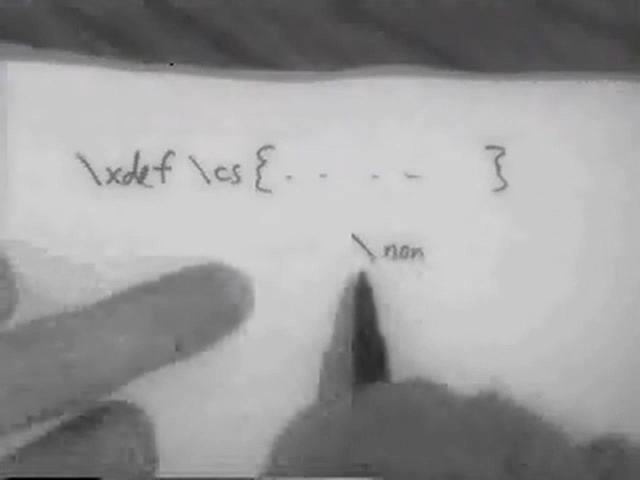 \xdef \cs{. . . . }
\non